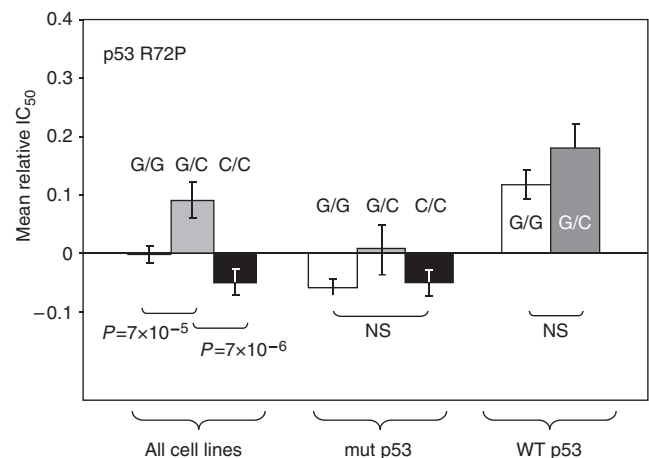 0.4
p53 R72P
0.3
0.2
G/G G/C C/C
0.1
G/G G/C C/C
G/G G/C
0
−0.1
Mean relative IC50
P=7×10−5
P=7×10−6
NS
NS
All cell lines
mut p53
WT p53